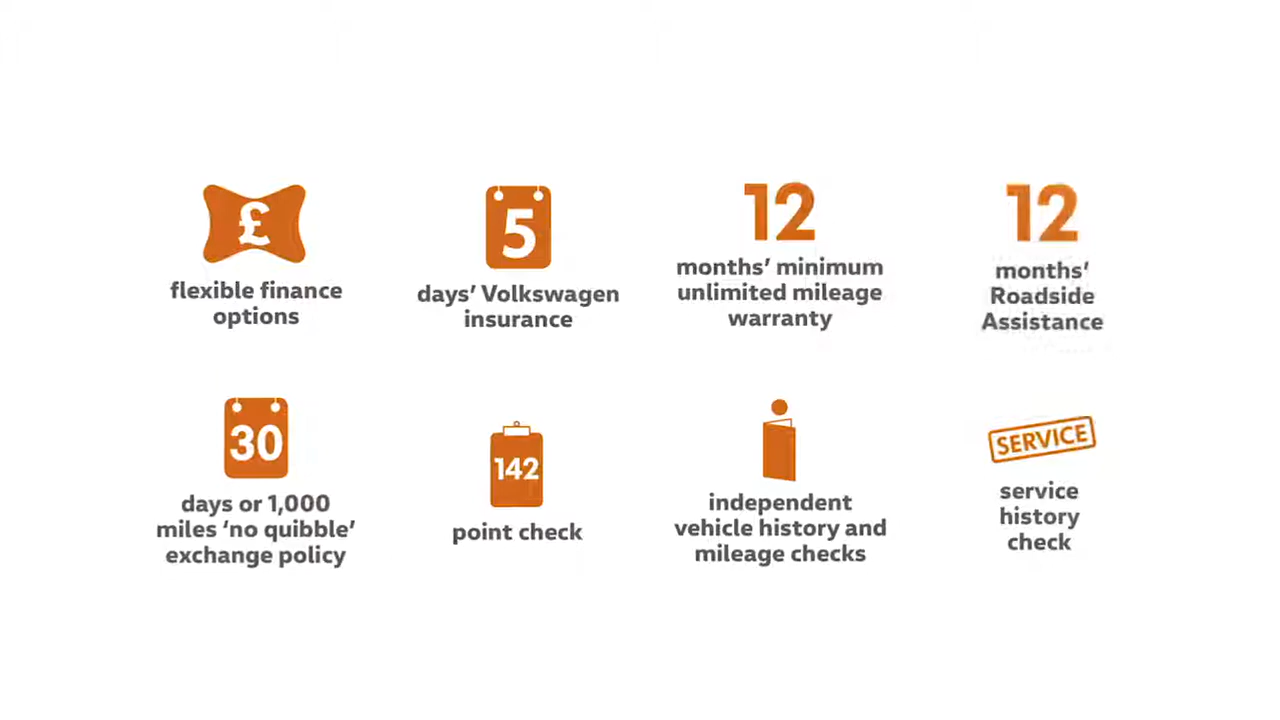 £
flexible finance
options
5
days’ Volkswagen
insurance
12
months’ minimum
unlimited mileage
warranty
12
months’
Roadside
Assistance
30
days or 1,000
miles ‘no quibble’
exchange policy
142
point check
independent
vehicle history and
mileage checks
SERVICE
service
history
check